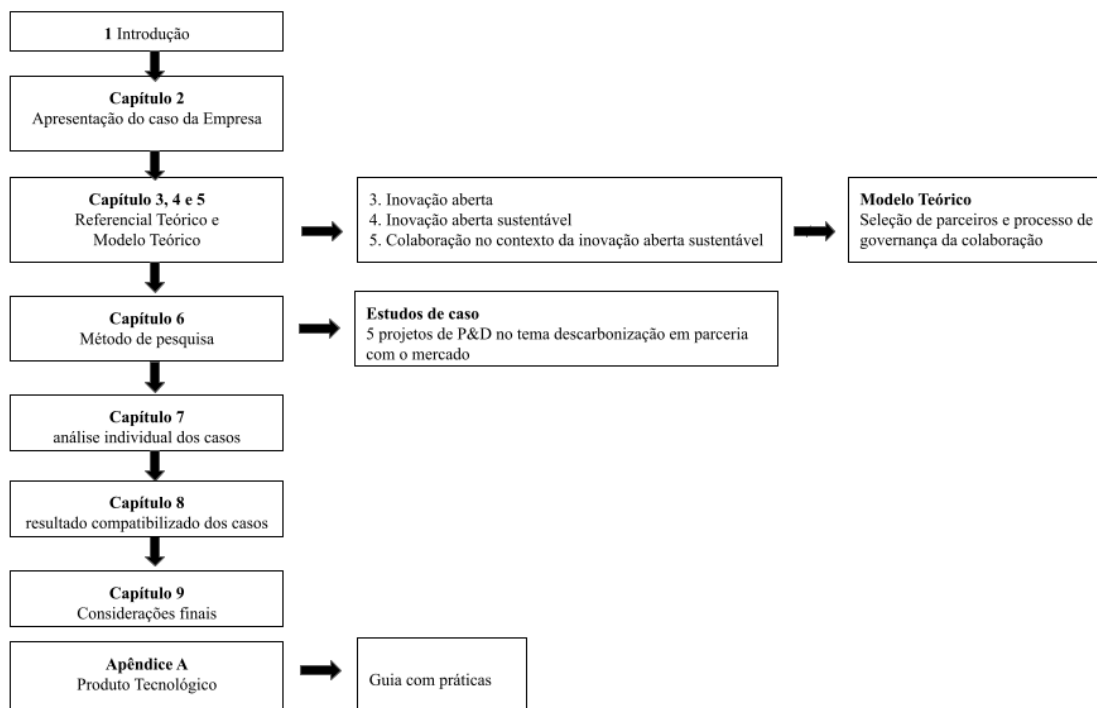 1 Introdução
Capítulo 2
Apresentação do caso da Empresa
Capítulo 3, 4 e 5
Referencial Teórico e
Modelo Teórico
3. Inovação aberta
4. Inovação aberta sustentável
5. Colaboração no contexto da inovação aberta sustentável
Modelo Teórico
Seleção de parceiros e processo de
governança da colaboração
Capítulo 6
Método de pesquisa
Estudos de caso
5 projetos de P&D no tema descarbonização em parceria
com o mercado
Capítulo 7
análise individual dos casos
Capítulo 8
resultado compatibilizado dos casos
Capítulo 9
Considerações finais
Apêndice A
Produto Tecnológico
Guia com práticas